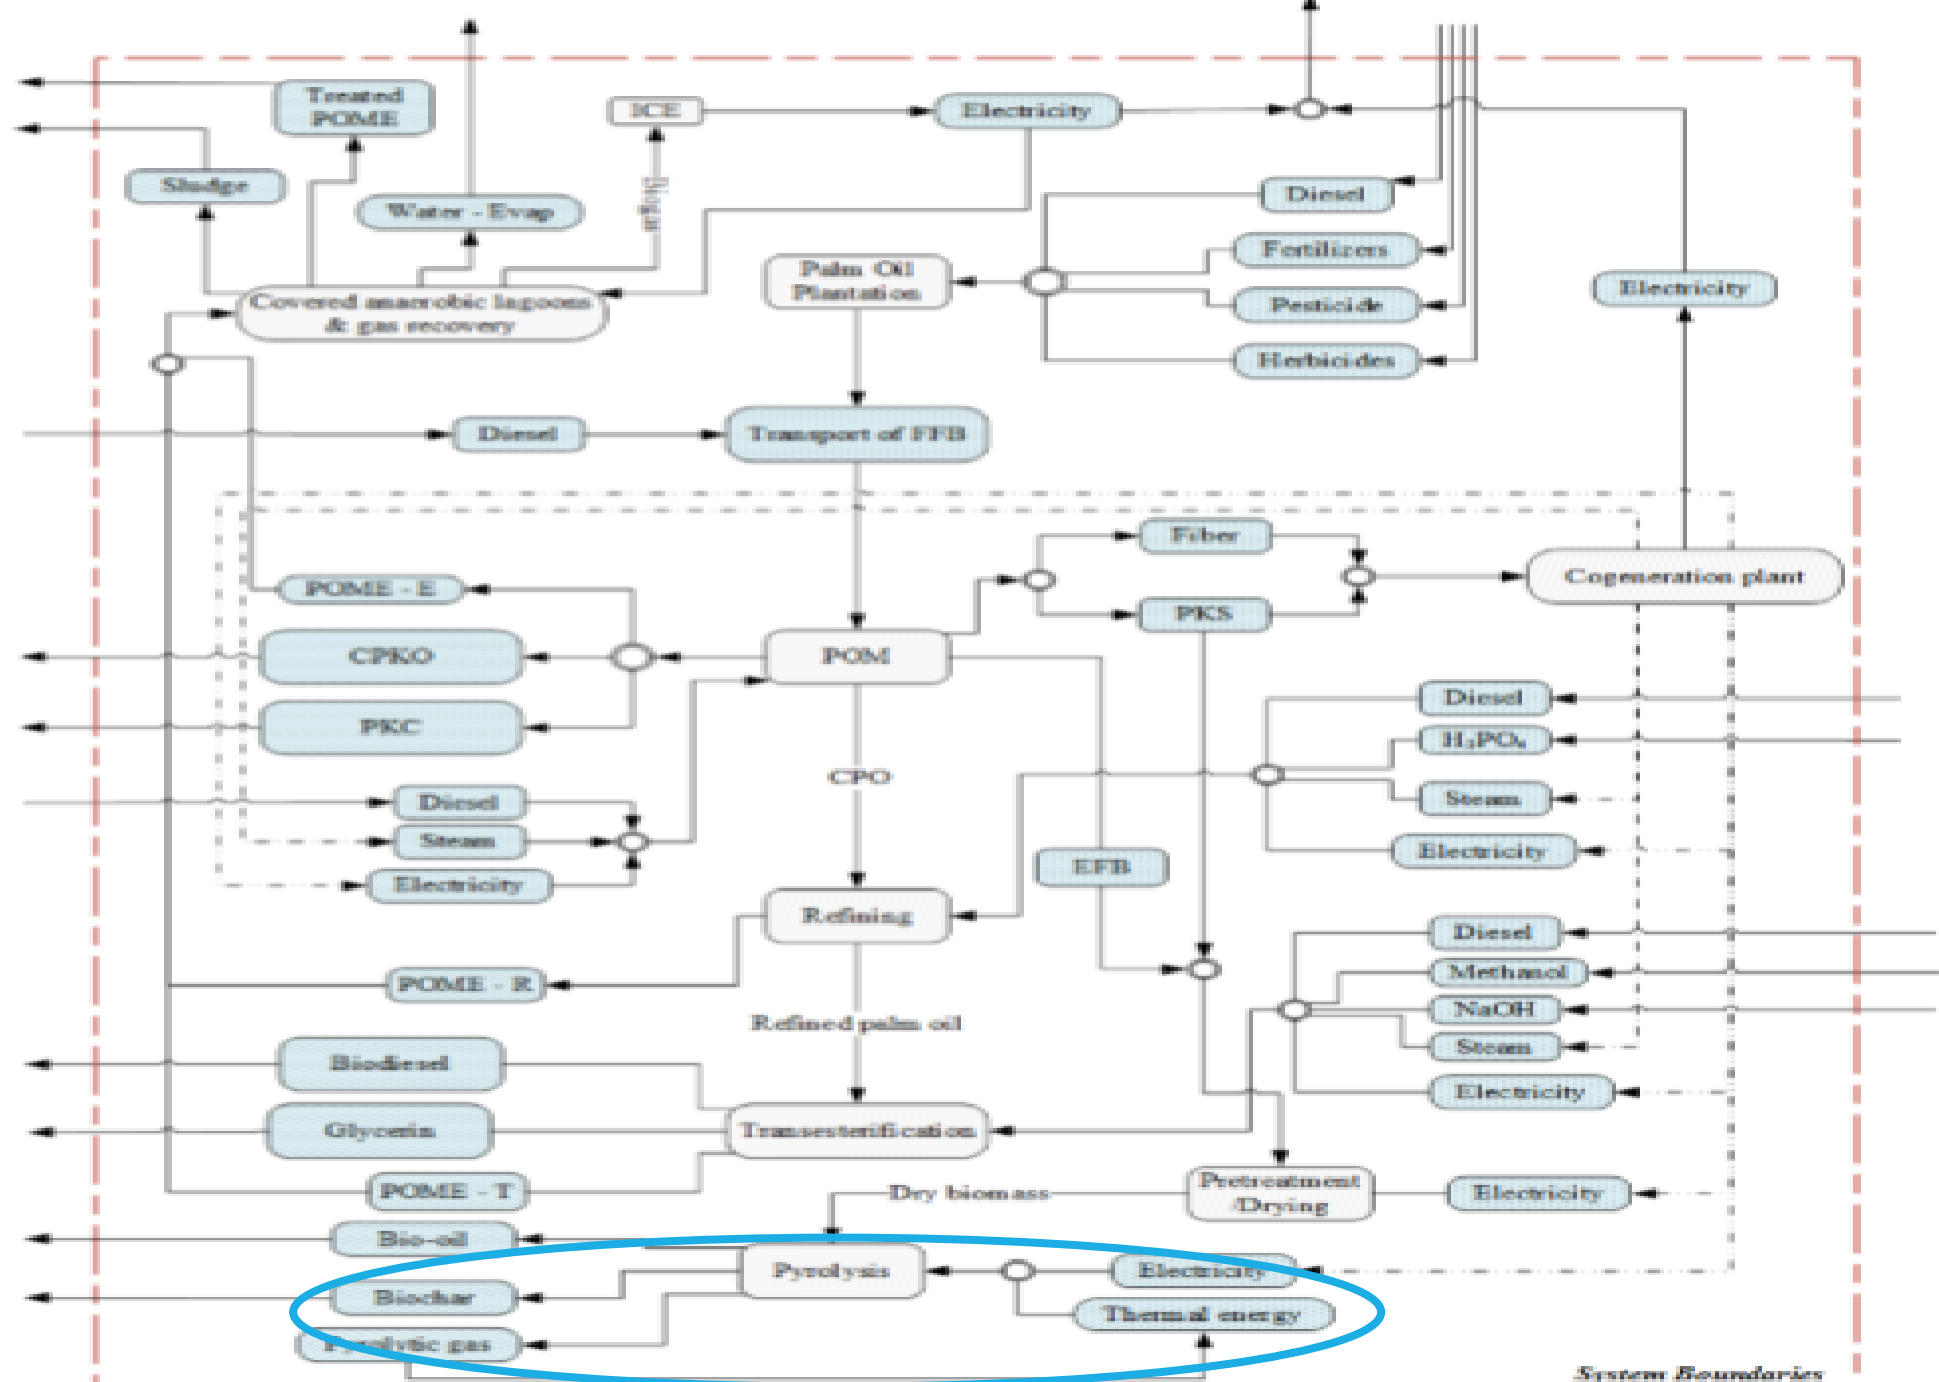 Treated
POME
ICE
Electricity
Sludge
Water - Evap
Biogas
Diesel
Fertilizers
Palm Oil
Plantation
Pesticide
Herbicides
Electricity
Covered anaerobic lagoons
& gas recovery
Diesel
Transport of FFB
Fiber
Cogeneration plant
POME - E
PKS
CPKO
POM
PKC
Diesel
H₃PO₄
CPO
Steam
Diesel
Steam
Electricity
Electricity
EFB
Refining
Diesel
Methanol
POME - R
NaOH
Refined palm oil
Steam
Biodiesel
Electricity
Glycerin
Transesterification
POME - T
Dry biomass
Pretreatment
/Drying
Electricity
Bio-oil
Pyrolysis
Electricity
Biochar
Thermal energy
Pyrolytic gas
System Boundaries